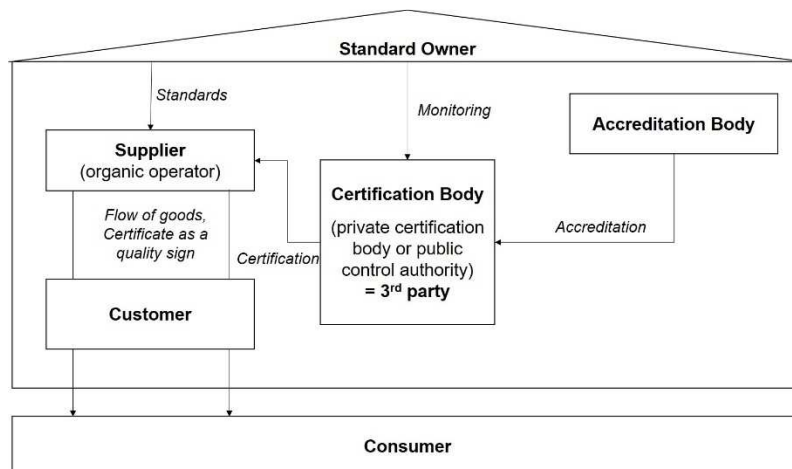 Standard Owner
Standards
Monitoring
Accreditation Body
Supplier
(organic operator)
Certification Body
(private certification
body or public
control authority)
= 3rd party
Flow of goods,
Certificate as a
quality sign
Certification
Accreditation
Customer
Consumer